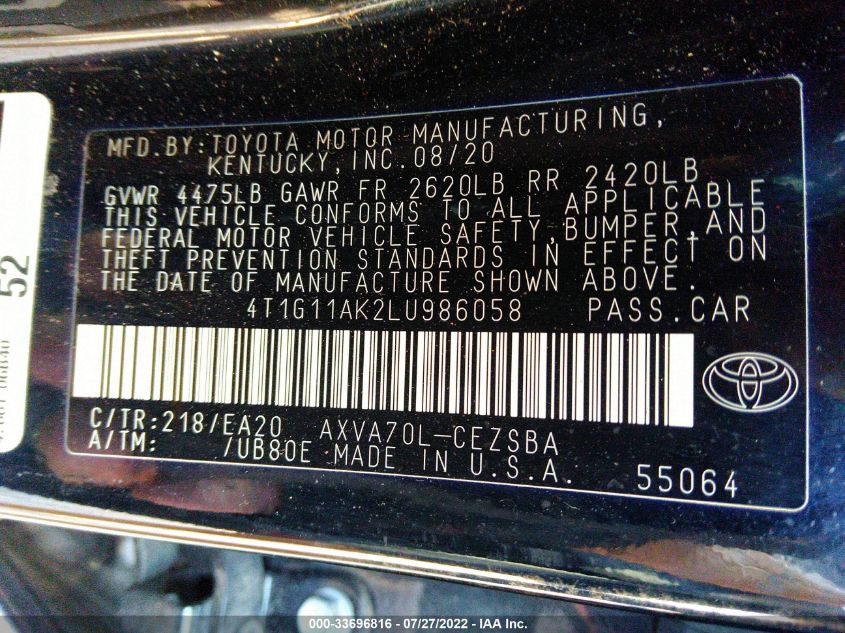 MFD.BY:TOYOTA MOTOR MANUFACTURING,
KENTUCKY,INC.08/20
GVWR 4475LB GAWR FR 2620LB RR 2420LB
THIS VEHICLE CONFORMS TO ALL APPLICABLE
FEDERAL MOTOR VEHICLE SAFETY,BUMPER,AND
THEFT PREVENTION STANDARDS IN EFFECT ON
THE DATE OF MANUFACTURE SHOWN ABOVE.
4T1G11AK2LU986058 PASS.CAR
C/TR:218/EA20 AXVA70L-CEZSBA
A/TM: /UB80E MADE IN U.S.A. 55064
52
000-33696816 - 07/27/2022 - IAA Inc.